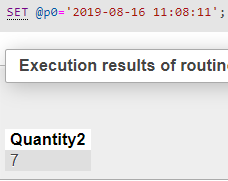 SET @p0='2019-08-16 11:08:11';
Execution results of routin
Quantity2
7